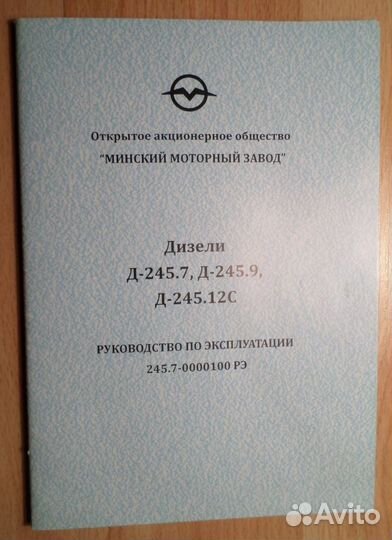 Открытое акционерное общество
"МИНСКИЙ МОТОРНЫЙ ЗАВОД"
Дизели
Д-245.7, Д-245.9,
Д-245.12С
РУКОВОДСТВО ПО ЭКСПЛУАТАЦИИ
245.7-0000100 РЭ
Avito